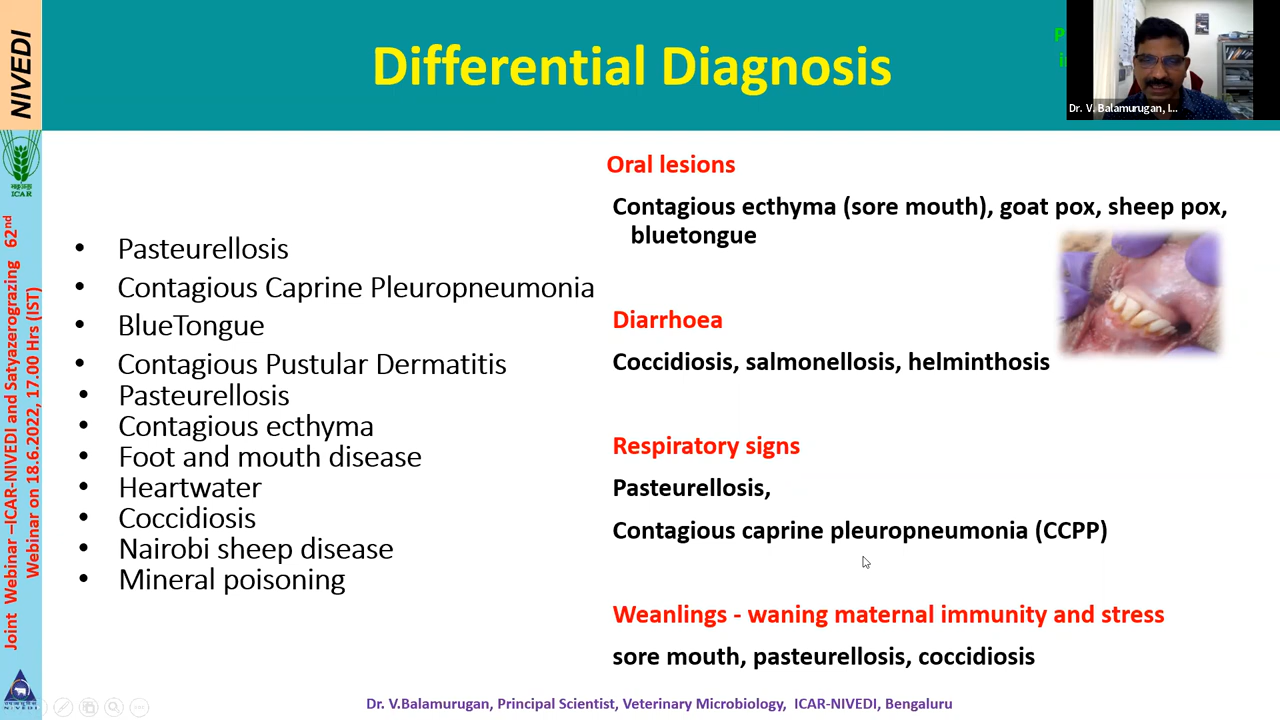 Differential Diagnosis
P
i
Dr. V. Balamurugan, I...
NIVEDI
ICAR
Joint Webinar –ICAR-NIVEDI and Satyazerograzing 62nd
Webinar on 18.6.2022, 17.00 Hrs (IST)
NIVEDI
• Pasteurellosis
• Contagious Caprine Pleuropneumonia
• BlueTongue
• Contagious Pustular Dermatitis
• Pasteurellosis
• Contagious ecthyma
• Foot and mouth disease
• Heartwater
• Coccidiosis
• Nairobi sheep disease
• Mineral poisoning
Oral lesions
Contagious ecthyma (sore mouth), goat pox, sheep pox,
bluetongue
Diarrhoea
Coccidiosis, salmonellosis, helminthosis
Respiratory signs
Pasteurellosis,
Contagious caprine pleuropneumonia (CCPP)
Weanlings - waning maternal immunity and stress
sore mouth, pasteurellosis, coccidiosis
Dr. V.Balamurugan, Principal Scientist, Veterinary Microbiology, ICAR-NIVEDI, Bengaluru